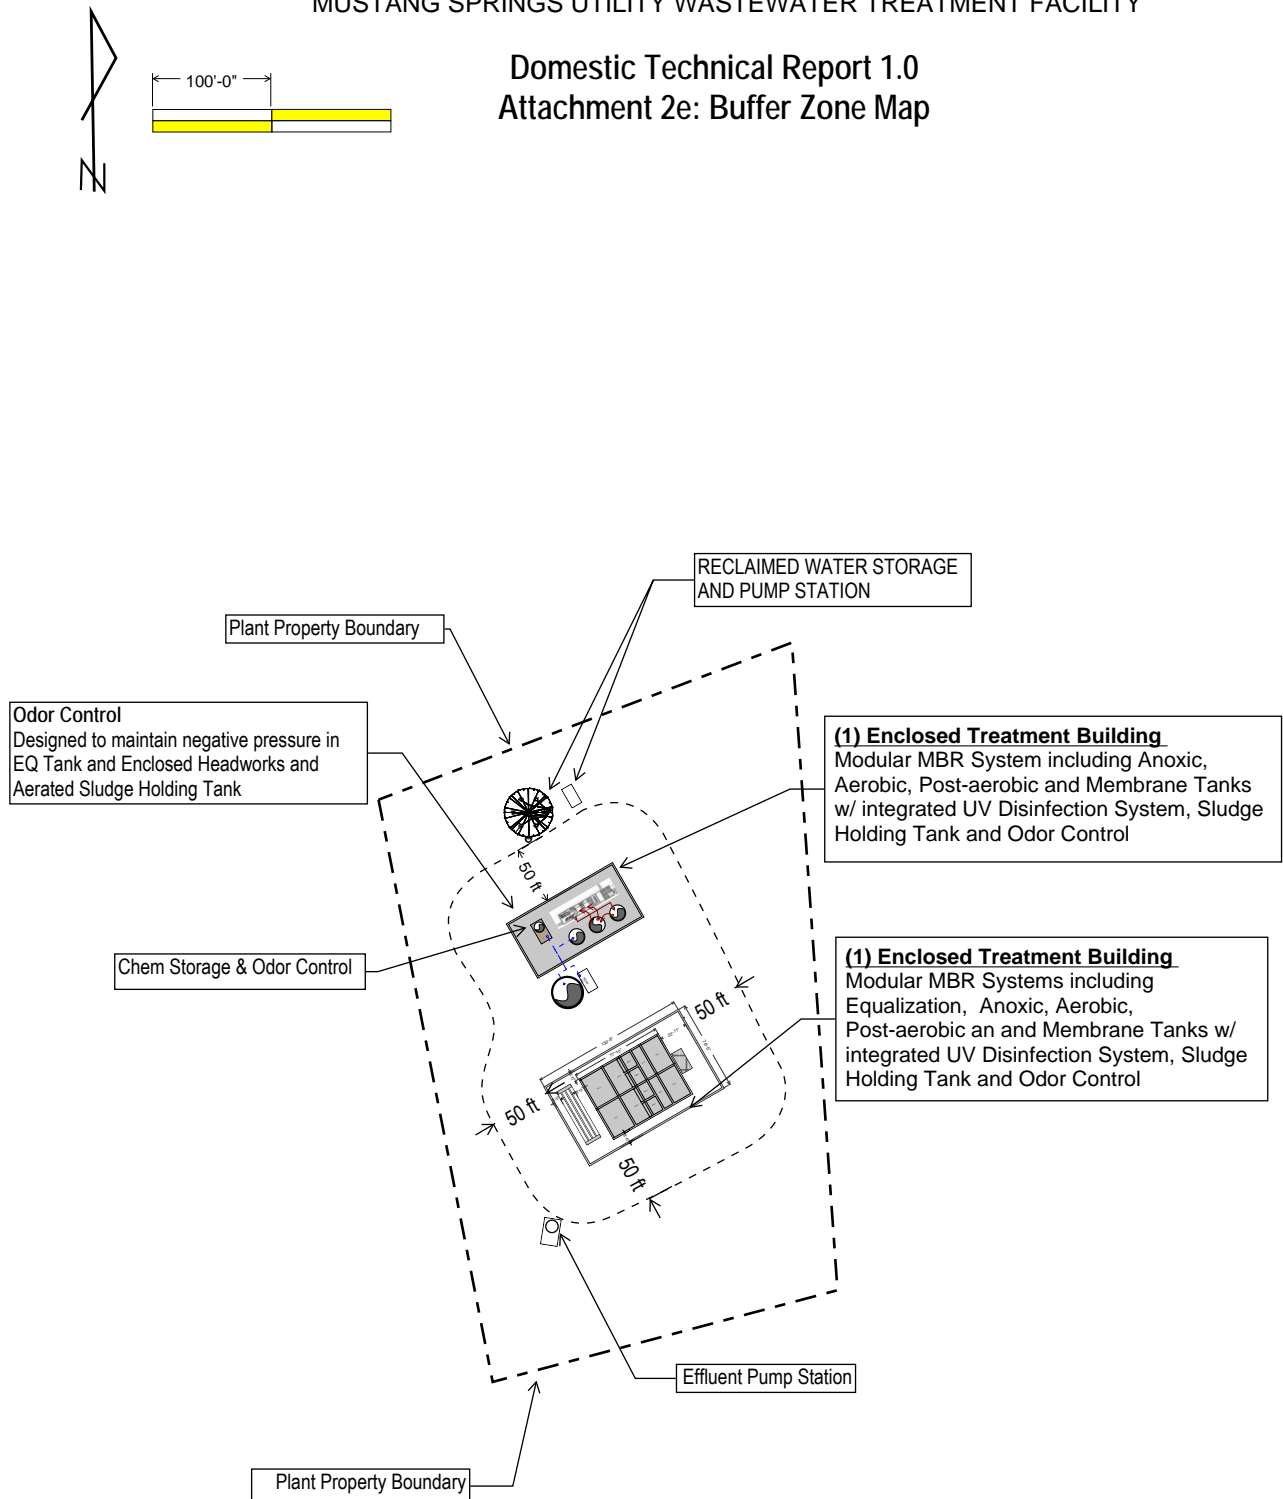 MUSTANG SPRINGS UTILITY WASTEWATER TREATMENT FACILITY
Domestic Technical Report 1.0
Attachment 2e: Buffer Zone Map
100'-0"
N
RECLAIMED WATER STORAGE
AND PUMP STATION
Plant Property Boundary
Odor Control
Designed to maintain negative pressure in
EQ Tank and Enclosed Headworks and
Aerated Sludge Holding Tank
(1) Enclosed Treatment Building
Modular MBR System including Anoxic,
Aerobic, Post-aerobic and Membrane Tanks
w/ integrated UV Disinfection System, Sludge
Holding Tank and Odor Control
50 ft
Chem Storage & Odor Control
(1) Enclosed Treatment Building
Modular MBR Systems including
Equalization, Anoxic, Aerobic,
Post-aerobic an and Membrane Tanks w/
integrated UV Disinfection System, Sludge
Holding Tank and Odor Control
50 ft
50 ft
50 ft
Effluent Pump Station
Plant Property Boundary